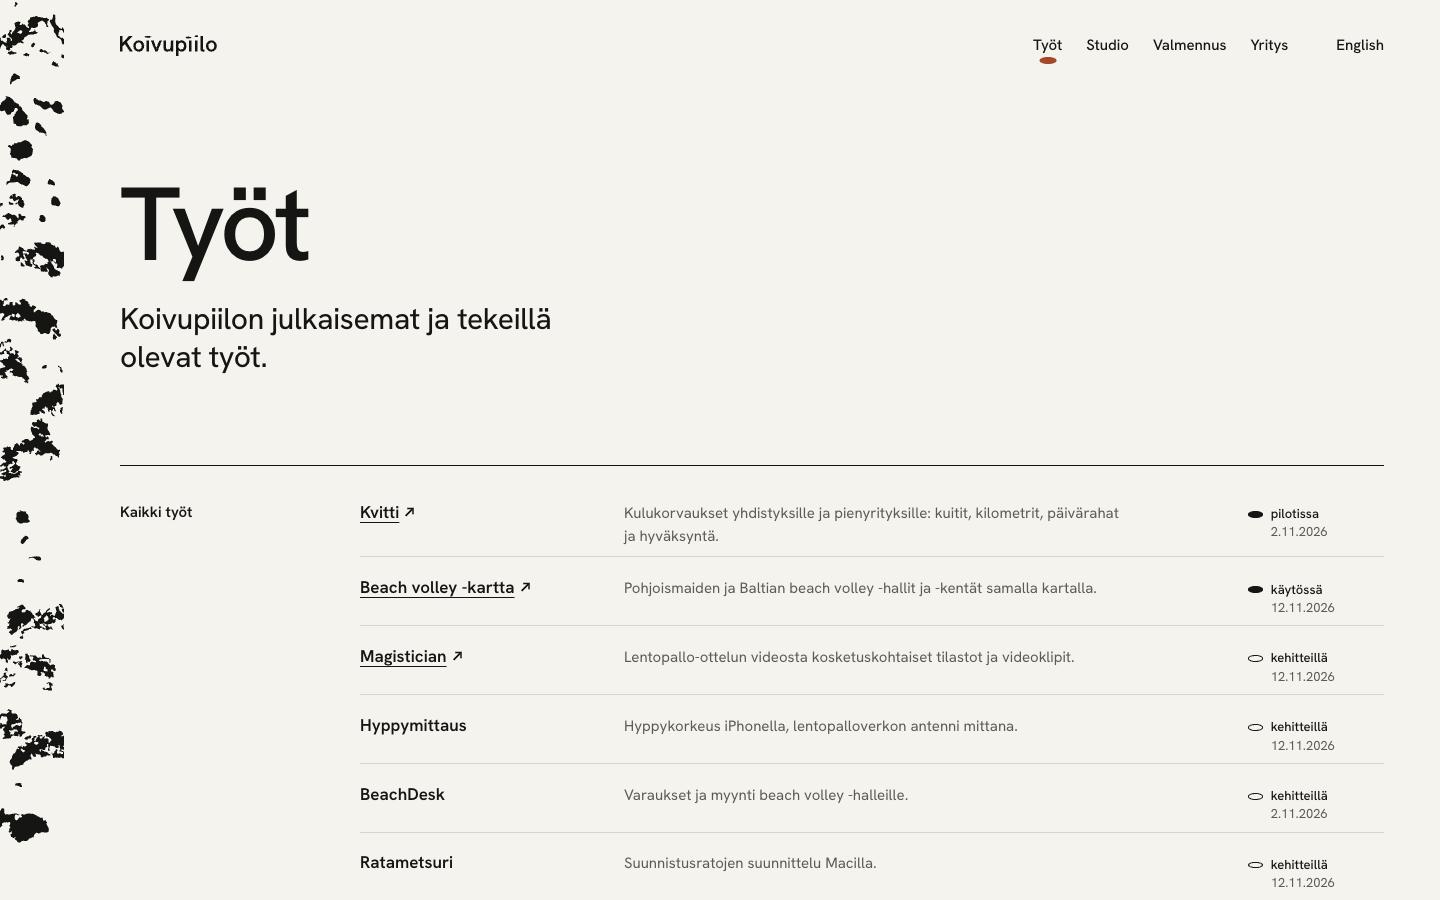 Koivupiilo
Työt Studio Valmennus Yritys English
Työt
Koivupiilon julkaisemat ja tekeillä
olevat työt.
Kaikki työt
Kvitti ↗
Kulukorvaukset yhdistyksille ja pienyrityksille: kuitit, kilometrit, päivärahat
ja hyväksyntä.
pilotissa
2.11.2026
Beach volley -kartta ↗
Pohjoismaiden ja Baltian beach volley -hallit ja -kentät samalla kartalla.
käytössä
12.11.2026
Magistician ↗
Lentopallo-ottelun videosta kosketuskohtaiset tilastot ja videoklipit.
kehitteillä
12.11.2026
Hyppymittaus
Hyppykorkeus iPhonella, lentopalloverkon antenni mittana.
kehitteillä
12.11.2026
BeachDesk
Varaukset ja myynti beach volley -halleille.
kehitteillä
2.11.2026
Ratametsuri
Suunnistusratojen suunnittelu Macilla.
kehitteillä
12.11.2026